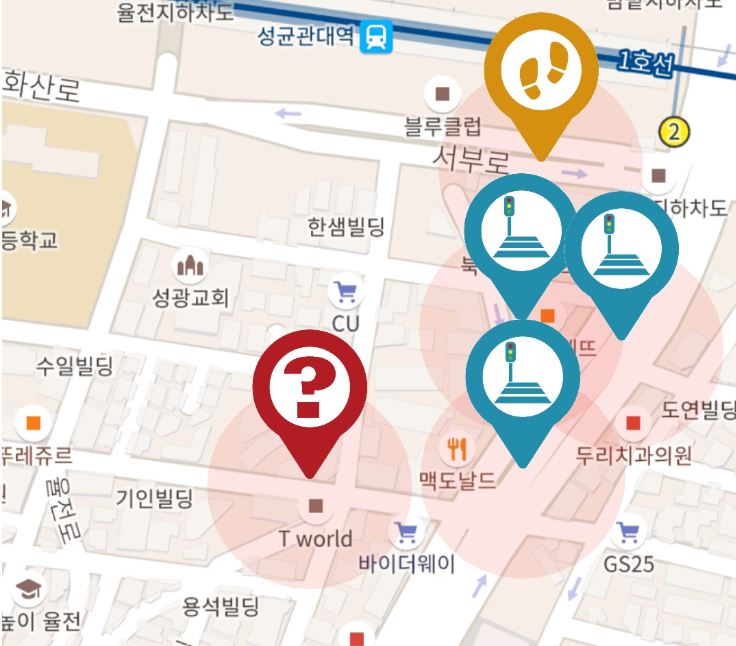 율전지하차도
성균관대역
1호선
화산로
블루클럽
2
서부로
지하차도
한샘빌딩
등학교
북
성광교회
CU
수일빌딩
도연빌딩
뚜레쥬르
맥도날드
두리치과의원
율전로
기인빌딩
T world
바이더웨이
GS25
용석빌딩
높이 율전
?